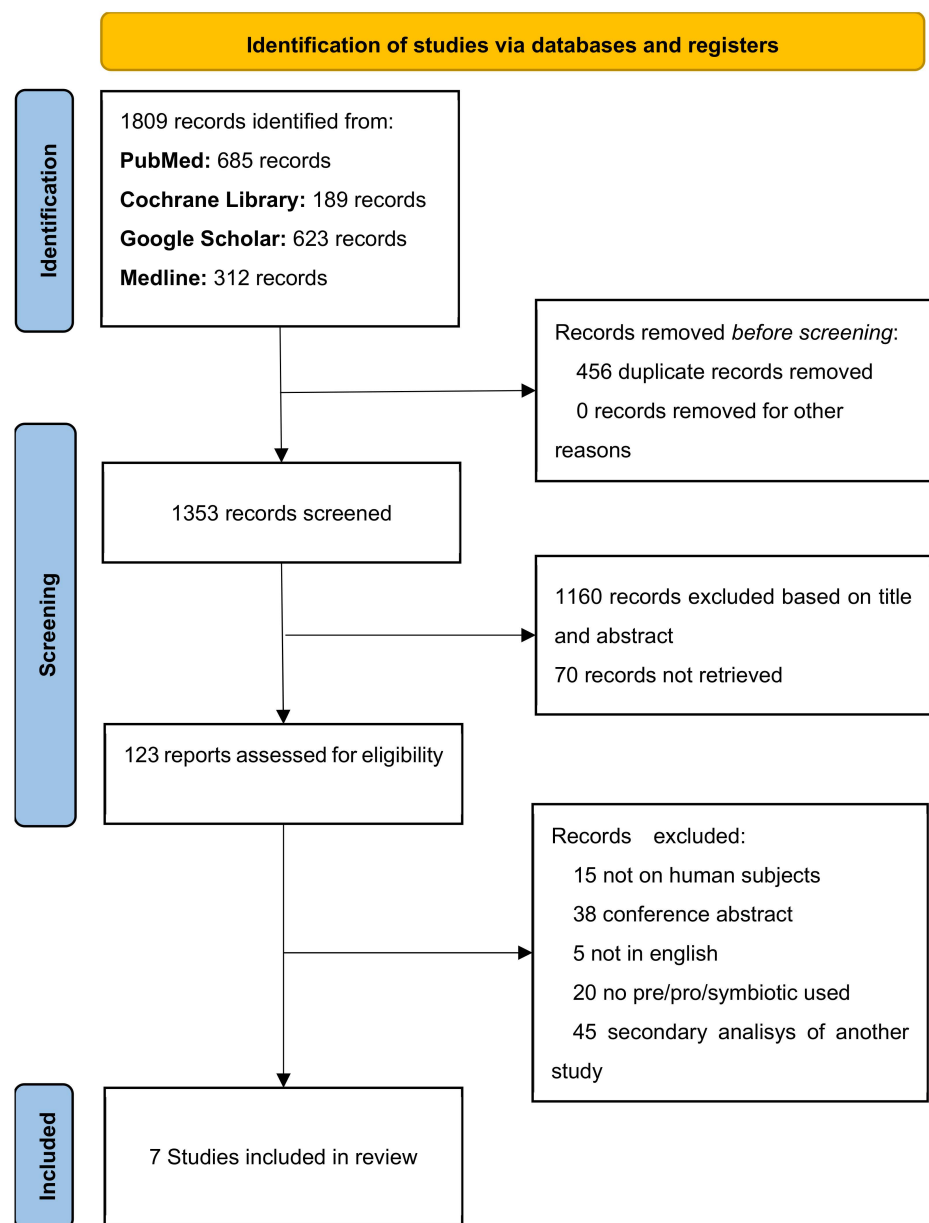 Identification of studies via databases and registers
Identification
1809 records identified from:
PubMed: 685 records
Cochrane Library: 189 records
Google Scholar: 623 records
Medline: 312 records
Records removed before screening:
456 duplicate records removed
0 records removed for other
reasons
Screening
1353 records screened
1160 records excluded based on title
and abstract
70 records not retrieved
123 reports assessed for eligibility
Records excluded:
15 not on human subjects
38 conference abstract
5 not in english
20 no pre/pro/symbiotic used
45 secondary analisys of another
study
Included
7 Studies included in review